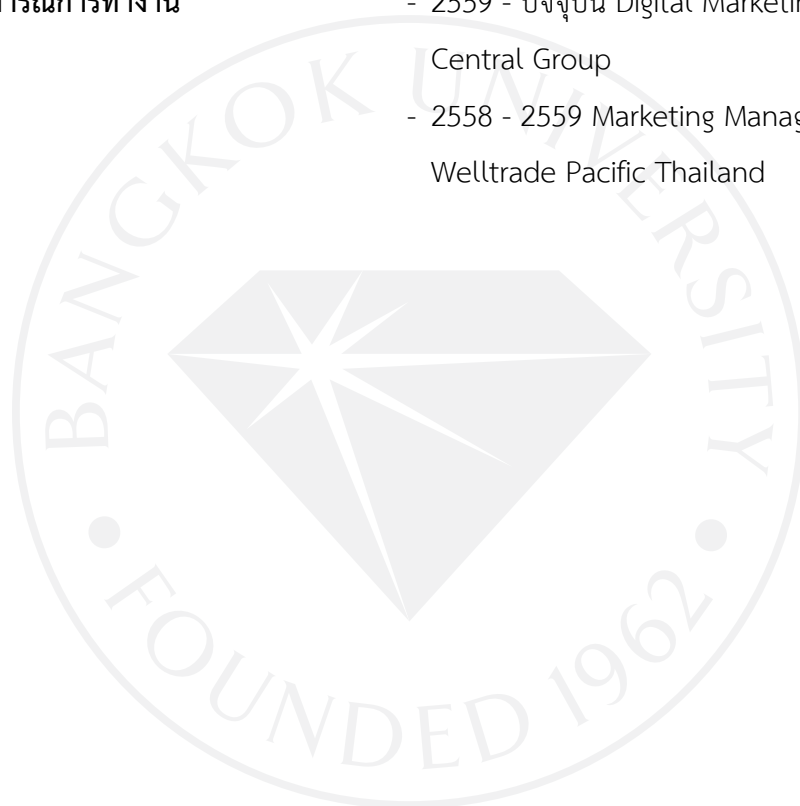 การทำงาน - 2559 - ปัจจุบัน Digital Marketin
Central Group
- 2558 - 2559 Marketing Manag
Welltrade Pacific Thailand
BANGKOK UNIVERSITY
FOUNDED 1962